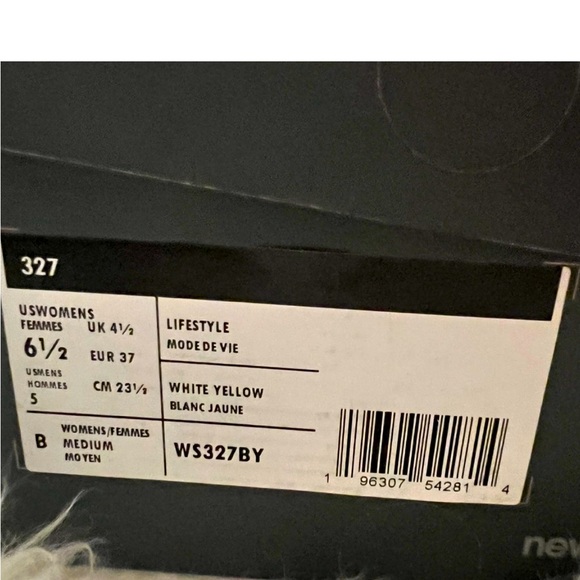 327
USWOMENS
FEMMES UK 4½
6½ EUR 37
USMENS
HOMMES CM 23½
5
B WOMENS/FEMMES
MEDIUM
MOYEN
LIFESTYLE
MODE DE VIE
WHITE YELLOW
BLANC JAUNE
WS327BY
1 96307 54281 4
new